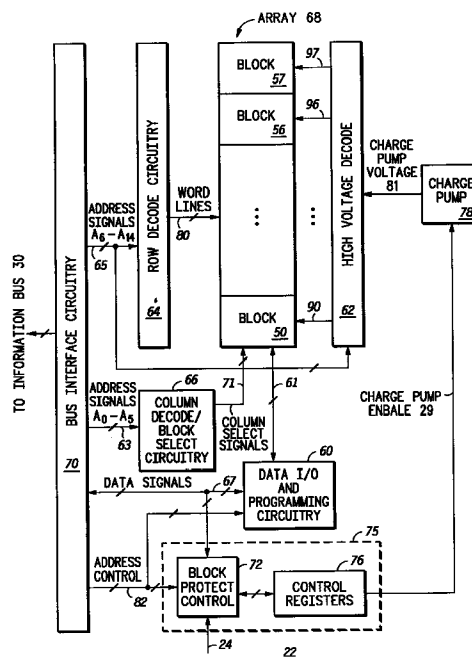 ARRAY 68
BLOCK
57
97
BLOCK
56
96
CHARGE
PUMP
VOLTAGE
81
CHARGE
PUMP
78
HIGH VOLTAGE DECODE
62
ROW DECODE CIRCUITRY
64
WORD
LINES
80
ADDRESS
SIGNALS
A6-A14
65
TO INFORMATION BUS 30
BUS INTERFACE CIRCUITRY
70
BLOCK
50
90
66
71
61
ADDRESS
SIGNALS
A0-A5
63
COLUMN
DECODE/
BLOCK
SELECT
CIRCUITRY
COLUMN
SELECT
SIGNALS
CHARGE PUMP
ENBALE 29
60
DATA I/O
AND
PROGRAMMING
CIRCUITRY
DATA SIGNALS
67
75
ADDRESS
CONTROL
82
72
BLOCK
PROTECT
CONTROL
76
CONTROL
REGISTERS
24
22